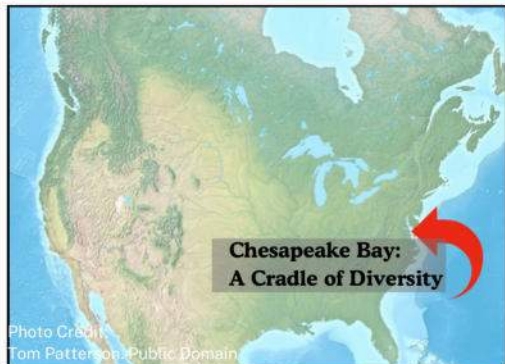 Chesapeake Bay:
A Cradle of Diversity
Photo Credit:
Tom Patterson, Public Domain